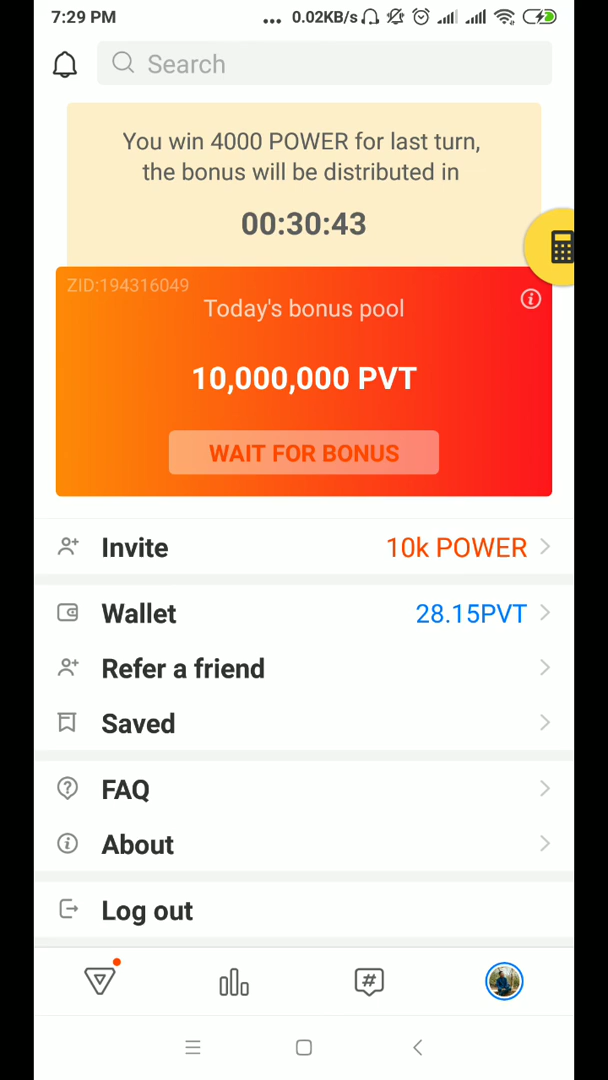 7:29 PM
... 0.02KB/s
Search
You win 4000 POWER for last turn,
the bonus will be distributed in
00:30:43
ZID:194316049
Today's bonus pool
10,000,000 PVT
WAIT FOR BONUS
Invite 10k POWER
Wallet 28.15PVT
Refer a friend
Saved
FAQ
About
Log out